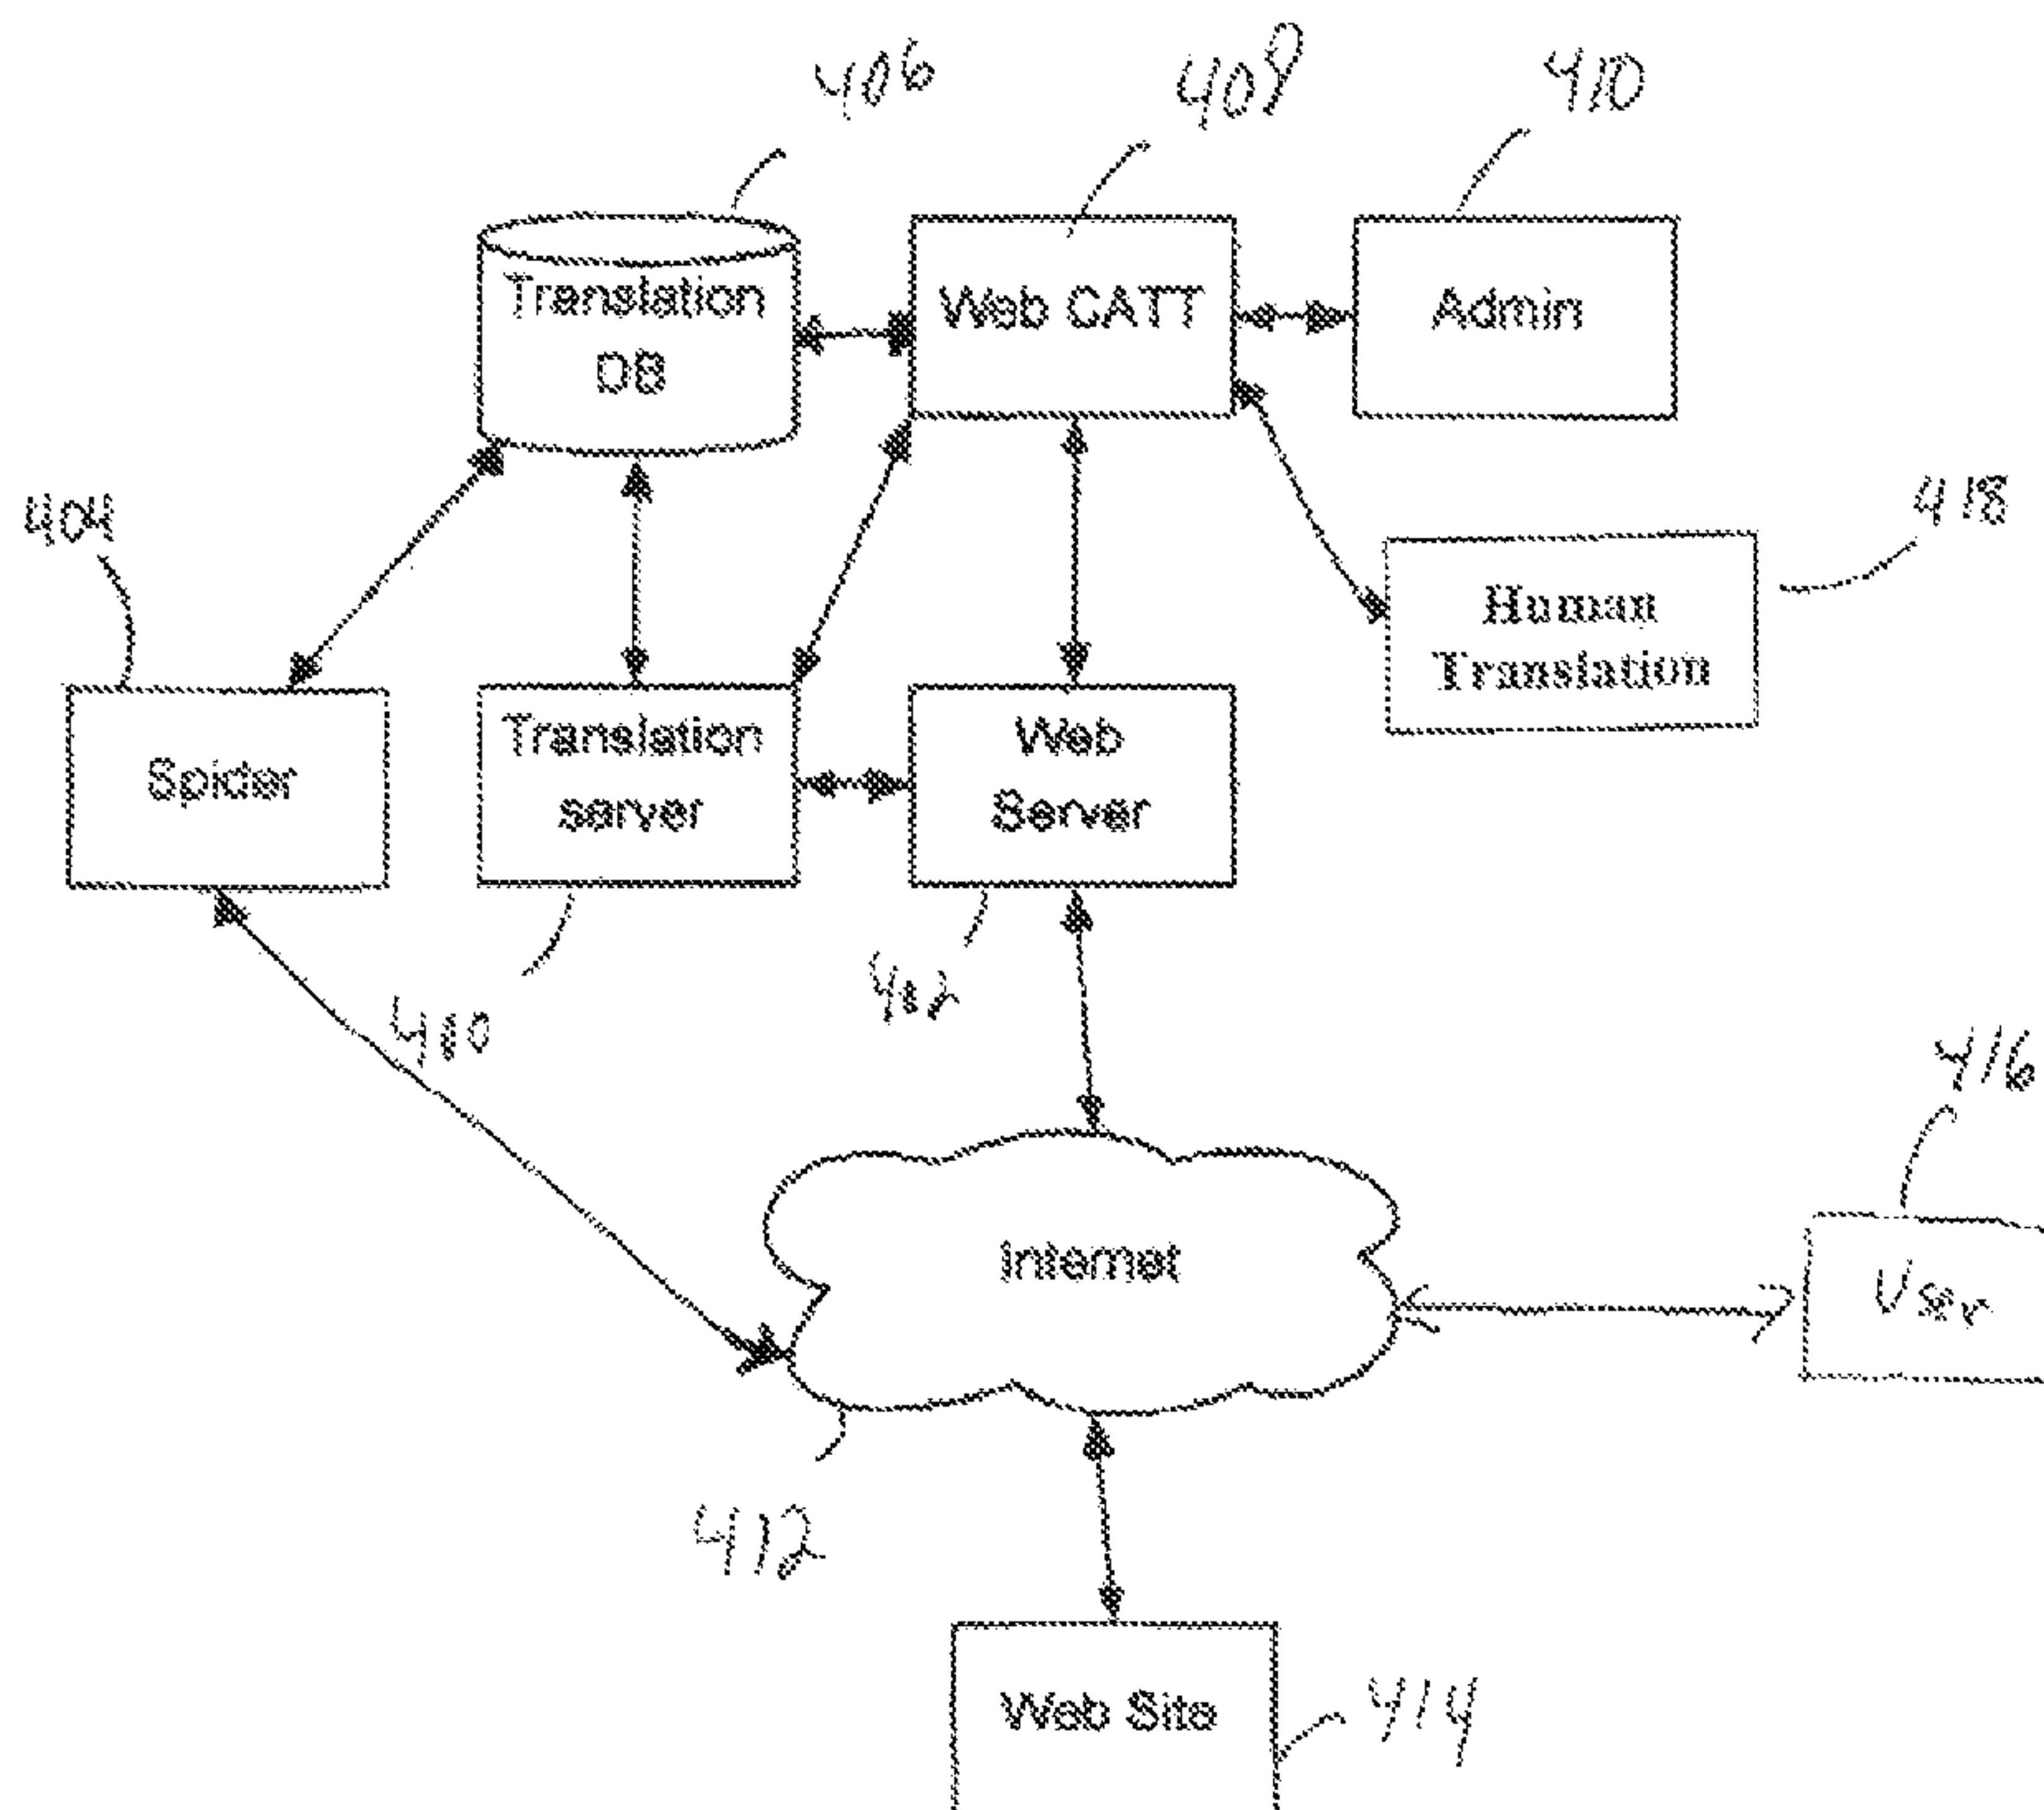 406
408
410
Translation
DB
Web CATT
Admin
404
418
Human
Translation
Spider
Translation
server
Web
Server
410
402
416
Internet
User
412
Web Site
414